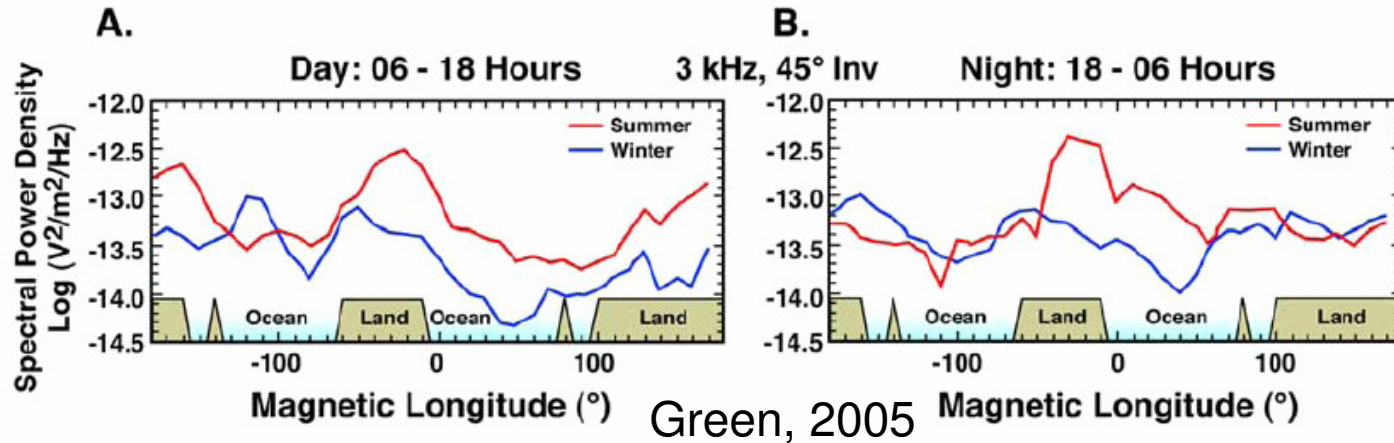 A.
B.
Day: 06 - 18 Hours
3 kHz, 45° Inv
Night: 18 - 06 Hours
Spectral Power Density
Log (V²/m²/Hz)
-12.0
-12.5
-13.0
-13.5
-14.0
-14.5
Summer
Winter
Ocean
Land
Ocean
Land
-100
0
100
Magnetic Longitude (°)
-12.0
-12.5
-13.0
-13.5
-14.0
-14.5
Summer
Winter
Ocean
Land
Ocean
Land
-100
0
100
Magnetic Longitude (°)
Green, 2005